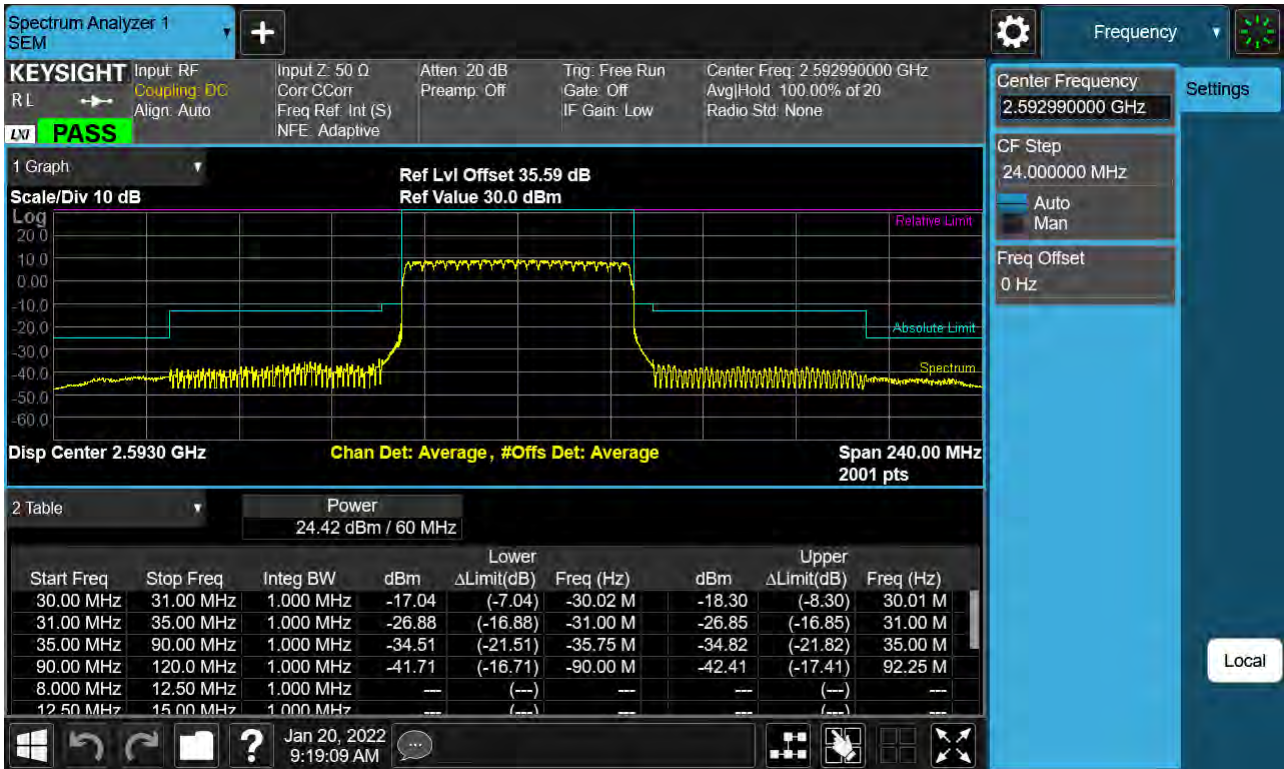 Spectrum Analyzer 1
SEM
Frequency
KEYSIGHT
R L
LXI
PASS
Input: RF
Coupling: DC
Align: Auto
Input Z: 50 Ω
Corr CCorr
Freq Ref: Int (S)
NFE: Adaptive
Atten: 20 dB
Preamp: Off
Trig: Free Run
Gate: Off
IF Gain: Low
Center Freq: 2.592990000 GHz
Avg|Hold: 100.00% of 20
Radio Std: None
Center Frequency
2.592990000 GHz
Settings
CF Step
24.000000 MHz
Auto
Man
Freq Offset
0 Hz
Local
1 Graph
Scale/Div 10 dB
Ref Lvl Offset 35.59 dB
Ref Value 30.0 dBm
Log
20.0
10.0
0.00
-10.0
-20.0
-30.0
-40.0
-50.0
-60.0
Relative Limit
Absolute Limit
Spectrum
Disp Center 2.5930 GHz
Chan Det: Average, #Offs Det: Average
Span 240.00 MHz
2001 pts
2 Table
Power
24.42 dBm / 60 MHz
Lower Upper
Start Freq Stop Freq Integ BW dBm ΔLimit(dB) Freq (Hz) dBm ΔLimit(dB) Freq (Hz)
30.00 MHz 31.00 MHz 1.000 MHz -17.04 (-7.04) -30.02 M -18.30 (-8.30) 30.01 M
31.00 MHz 35.00 MHz 1.000 MHz -26.88 (-16.88) -31.00 M -26.85 (-16.85) 31.00 M
35.00 MHz 90.00 MHz 1.000 MHz -34.51 (-21.51) -35.75 M -34.82 (-21.82) 35.00 M
90.00 MHz 120.0 MHz 1.000 MHz -41.71 (-16.71) -90.00 M -42.41 (-17.41) 92.25 M
8.000 MHz 12.50 MHz 1.000 MHz --- (---) --- --- (---) ---
12.50 MHz 15.00 MHz 1.000 MHz --- (---) --- --- (---) ---
Jan 20, 2022
9:19:09 AM